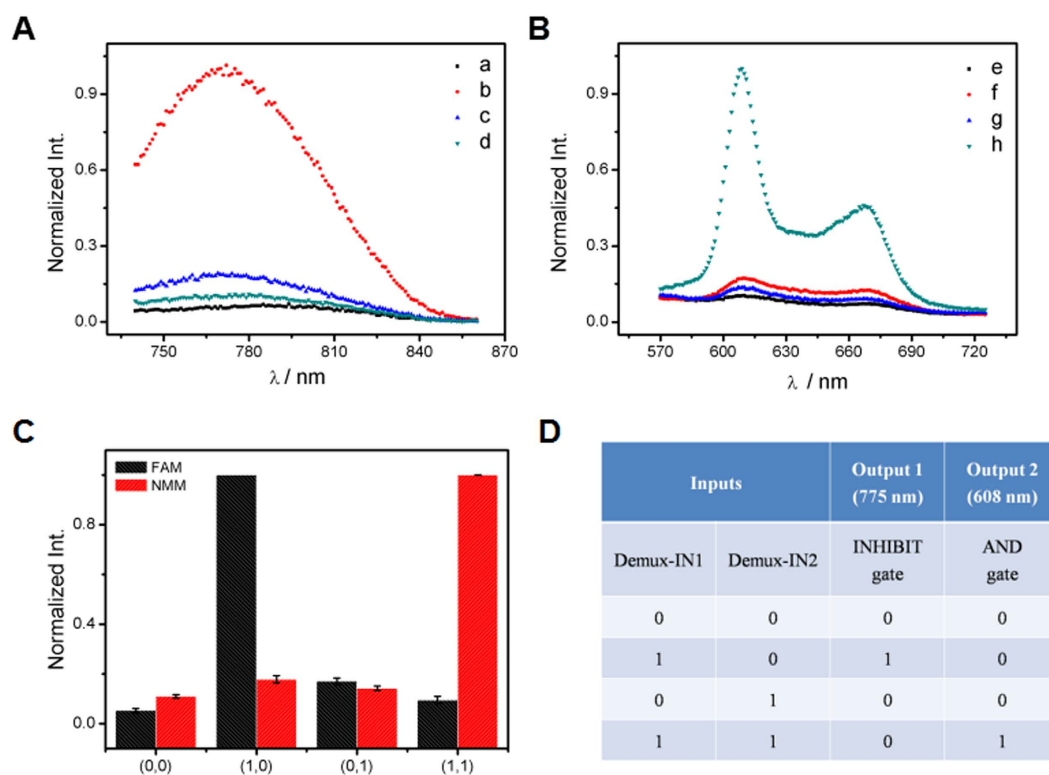 A
B
a
b
c
d
e
f
g
h
0.9
0.6
0.3
0.0
Normalized Int.
750
780
810
840
870
λ / nm
0.9
0.6
0.3
0.0
Normalized Int.
570
600
630
660
690
720
λ / nm
C
FAM
NMM
0.8
0.4
0.0
Normalized Int.
(0,0)
(1,0)
(0,1)
(1,1)
D
Inputs
Output 1
(775 nm)
Output 2
(608 nm)
Demux-IN1
Demux-IN2
INHIBIT
gate
AND
gate
0 0 0 0
1 0 1 0
0 1 0 0
1 1 0 1